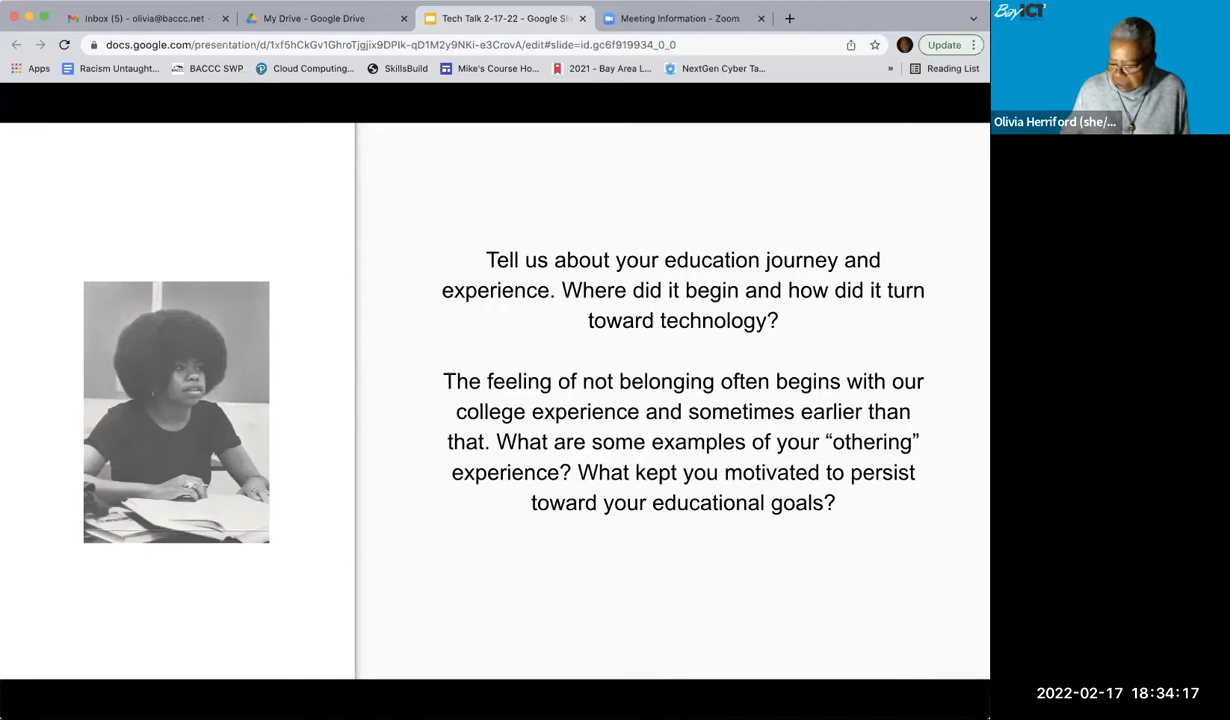 Inbox (5) - olivia@baccc.net -
My Drive - Google Drive
Tech Talk 2-17-22 - Google Sli
Meeting Information - Zoom
docs.google.com/presentation/d/1xf5hCkGv1GhroTjgjix9DPIk-qD1M2y9NKi-e3CrovA/edit#slide=id.gc6f919934_0_0
Update
Apps
Racism Untaught...
BACCC SWP
Cloud Computing...
SkillsBuild
Mike's Course Ho...
2021 - Bay Area L...
NextGen Cyber Ta...
»
Reading List
BayICT
Olivia Herriford (she/...
Tell us about your education journey and
experience. Where did it begin and how did it turn
toward technology?
The feeling of not belonging often begins with our
college experience and sometimes earlier than
that. What are some examples of your “othering”
experience? What kept you motivated to persist
toward your educational goals?
2022-02-17 18:34:17